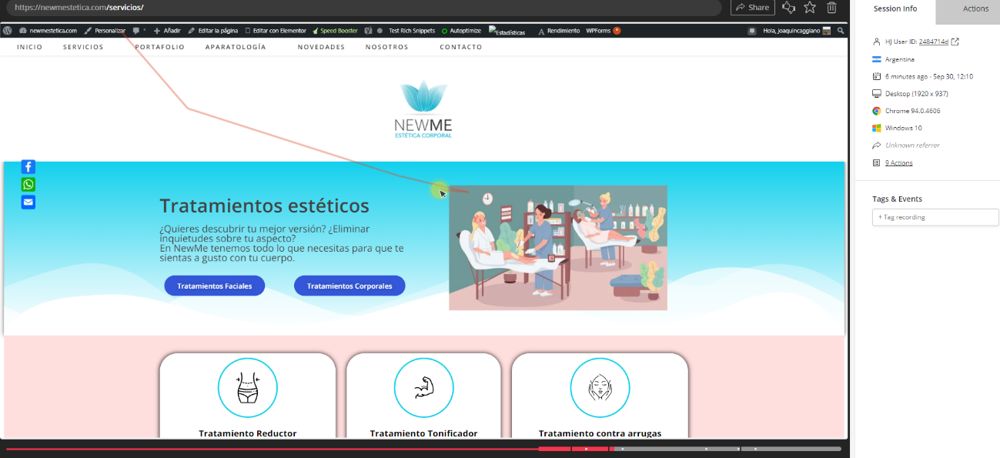 https://newmestetica.com/servicios/
Share
newmestetica.com Personalizar Añadir Editar la página Editar con Elementor Speed Booster Test Rich Snippets Autoptimize Estadísticas Rendimiento WPForms Hola, joaquincaggiano
INICIO SERVICIOS PORTAFOLIO APARATOLOGÍA NOVEDADES NOSOTROS CONTACTO
NEWME
ESTÉTICA CORPORAL
Tratamientos estéticos
¿Quieres descubrir tu mejor versión? ¿Eliminar
inquietudes sobre tu aspecto?
En NewMe tenemos todo lo que necesitas para que te
sientas a gusto con tu cuerpo.
Tratamientos Faciales Tratamientos Corporales
Tratamiento Reductor Tratamiento Tonificador Tratamiento contra arrugas
Session Info Actions
HJ User ID: 2484714d
Argentina
6 minutes ago - Sep 30, 12:10
Desktop (1920 x 937)
Chrome 94.0.4606
Windows 10
Unknown referrer
9 Actions
Tags & Events
+ Tag recording